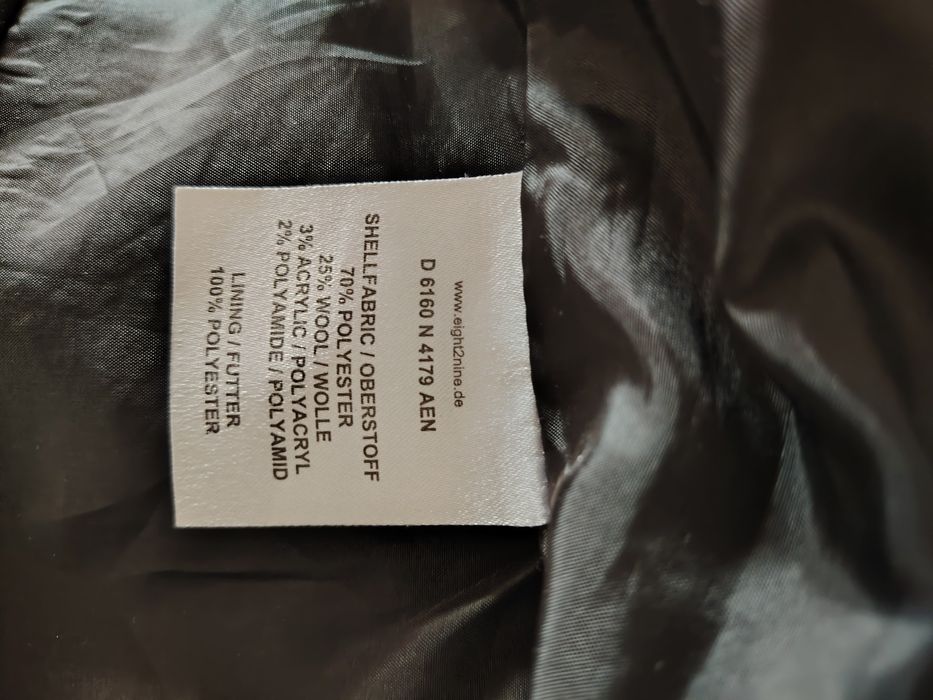 www.eight2nine.de
D 6160 N 4179 AEN
SHELLFABRIC / OBERSTOFF
70% POLYESTER
25% WOOL / WOLLE
3% ACRYLIC / POLYACRYL
2% POLYAMIDE / POLYAMID
LINING / FUTTER
100% POLYESTER